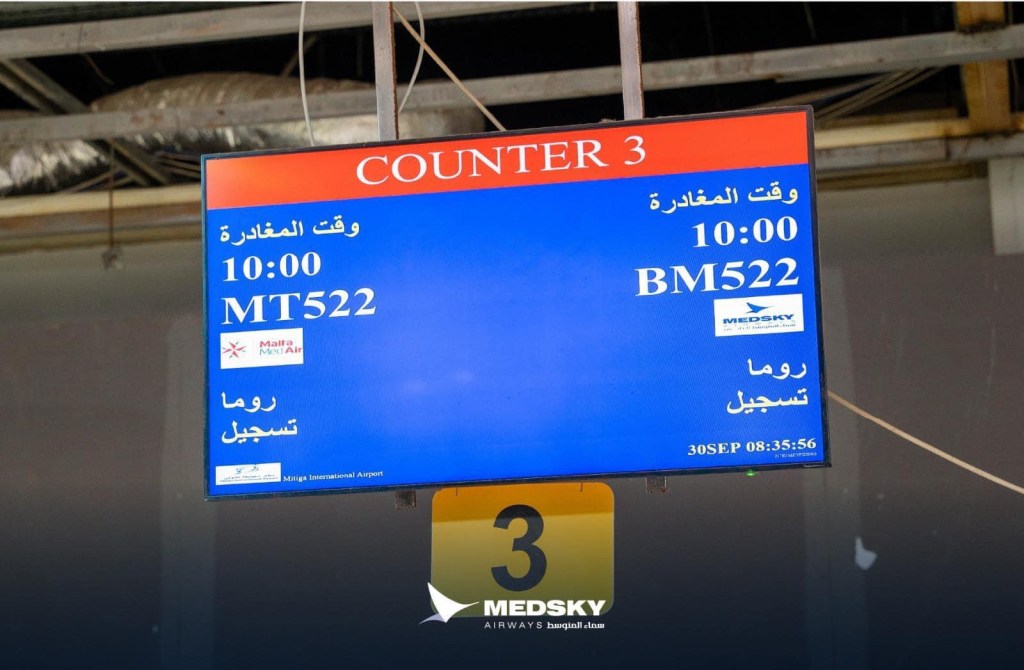 COUNTER 3
وقت المغادرة
10:00
MT522
Malta
MedAir
روما
تسجيل
وقت المغادرة
10:00
BM522
MEDSKY
روما
تسجيل
30SEP 08:35:56
Mitiga International Airport
3
MEDSKY
AIRWAYS سماء المتوسط